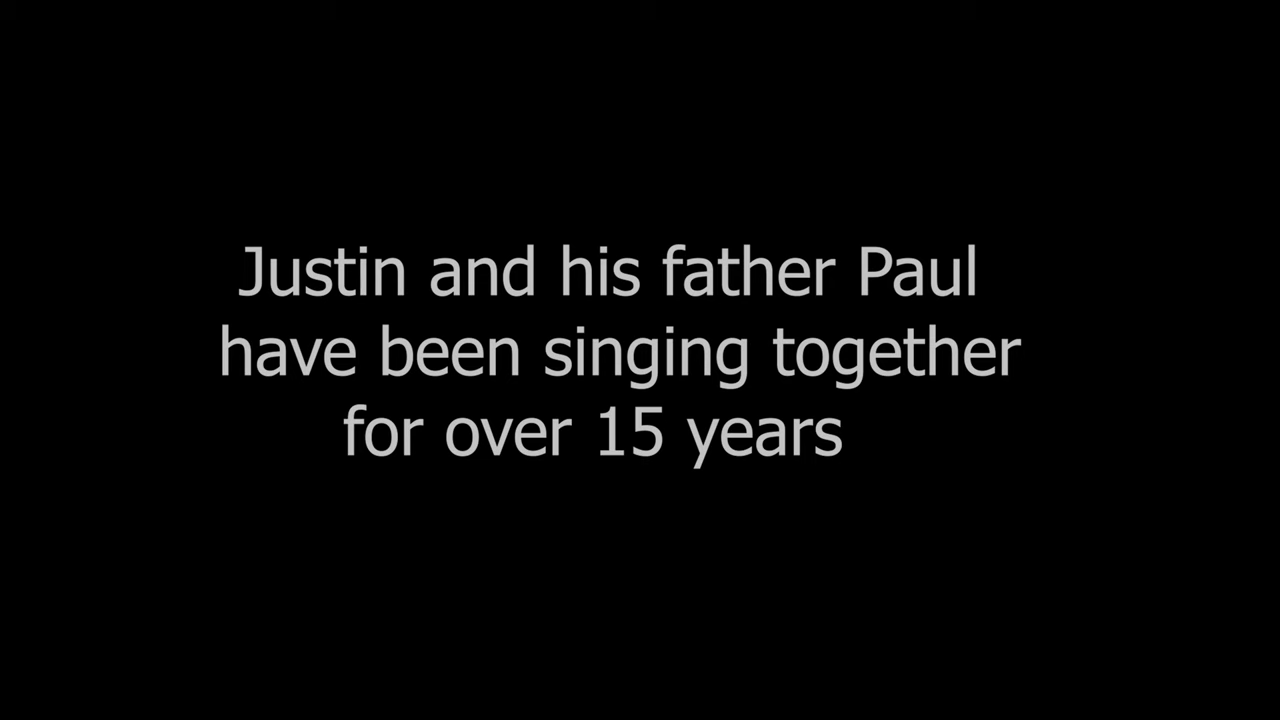 Justin and his father Paul
have been singing together
for over 15 years